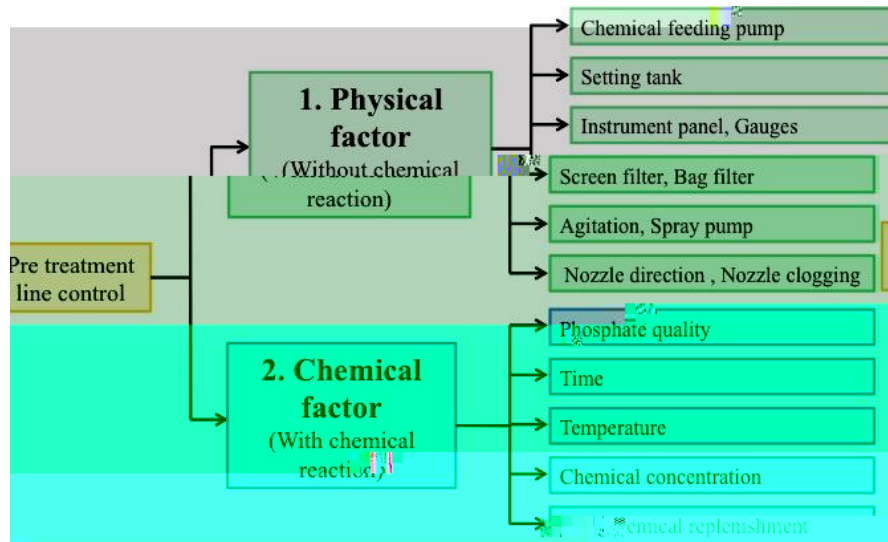 Chemical feeding pump
Setting tank
1. Physical
factor
(Without chemical
reaction)
Instrument panel, Gauges
Screen filter, Bag filter
Agitation, Spray pump
Nozzle direction , Nozzle clogging
Pre treatment
line control
2. Chemical
factor
(With chemical
reaction)
Phosphate quality
Time
Temperature
Chemical concentration
replenishment